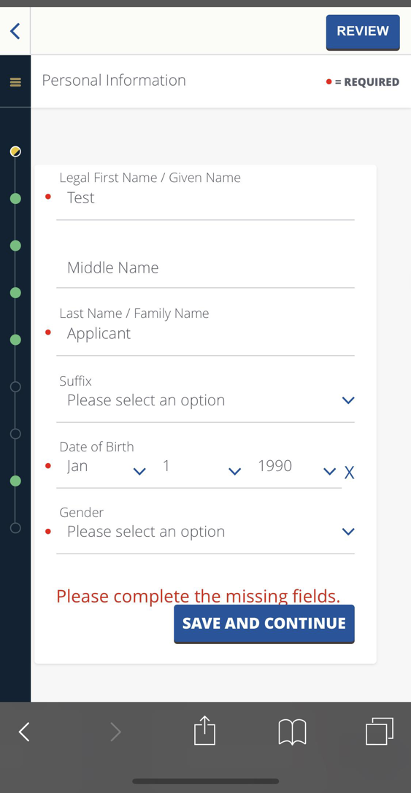 REVIEW
Personal Information
= REQUIRED
Legal First Name / Given Name
Test
Middle Name
Last Name / Family Name
Applicant
Suffix
Please select an option
Date of Birth
Jan 1 1990 X
Gender
Please select an option
Please complete the missing fields.
SAVE AND CONTINUE